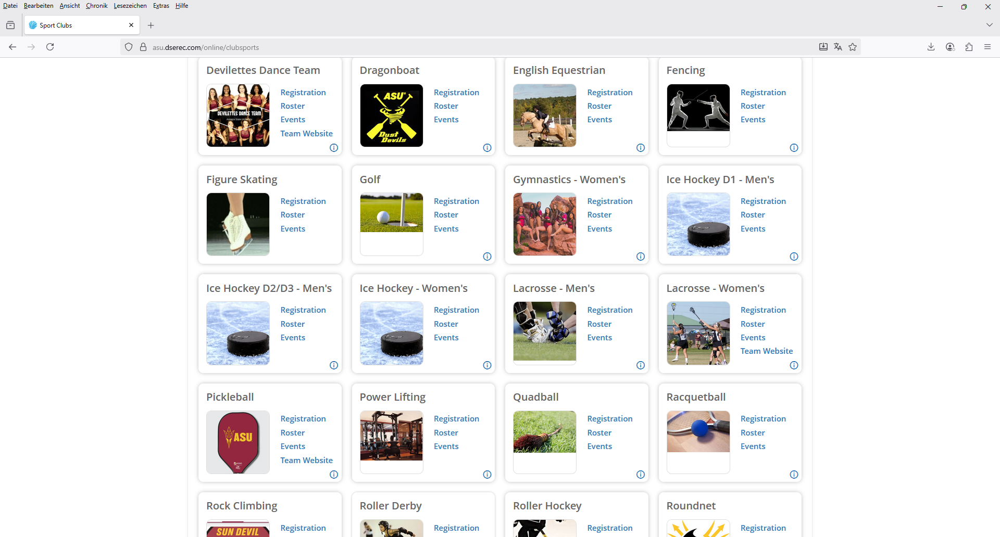 Datei Bearbeiten Ansicht Chronik Lesezeichen Extras Hilfe
Sport Clubs
asu.dserec.com/online/clubsports
Devilettes Dance Team
DEVILETTES DANCE TEAM
Arizona State University
Registration
Roster
Events
Team Website
Dragonboat
ASU
Dust
Devils
Registration
Roster
Events
English Equestrian
Registration
Roster
Events
Fencing
Registration
Roster
Events
Figure Skating
Registration
Roster
Events
Golf
Registration
Roster
Events
Gymnastics - Women's
Registration
Roster
Events
Ice Hockey D1 - Men's
Registration
Roster
Events
Ice Hockey D2/D3 - Men's
Registration
Roster
Events
Ice Hockey - Women's
Registration
Roster
Events
Lacrosse - Men's
Registration
Roster
Events
Lacrosse - Women's
Registration
Roster
Events
Team Website
Pickleball
ASU
Registration
Roster
Events
Team Website
Power Lifting
Registration
Roster
Events
Quadball
Registration
Roster
Events
Racquetball
Registration
Roster
Events
Rock Climbing
SUN DEVIL
Registration
Roller Derby
Registration
Roller Hockey
Registration
Roundnet
Registration